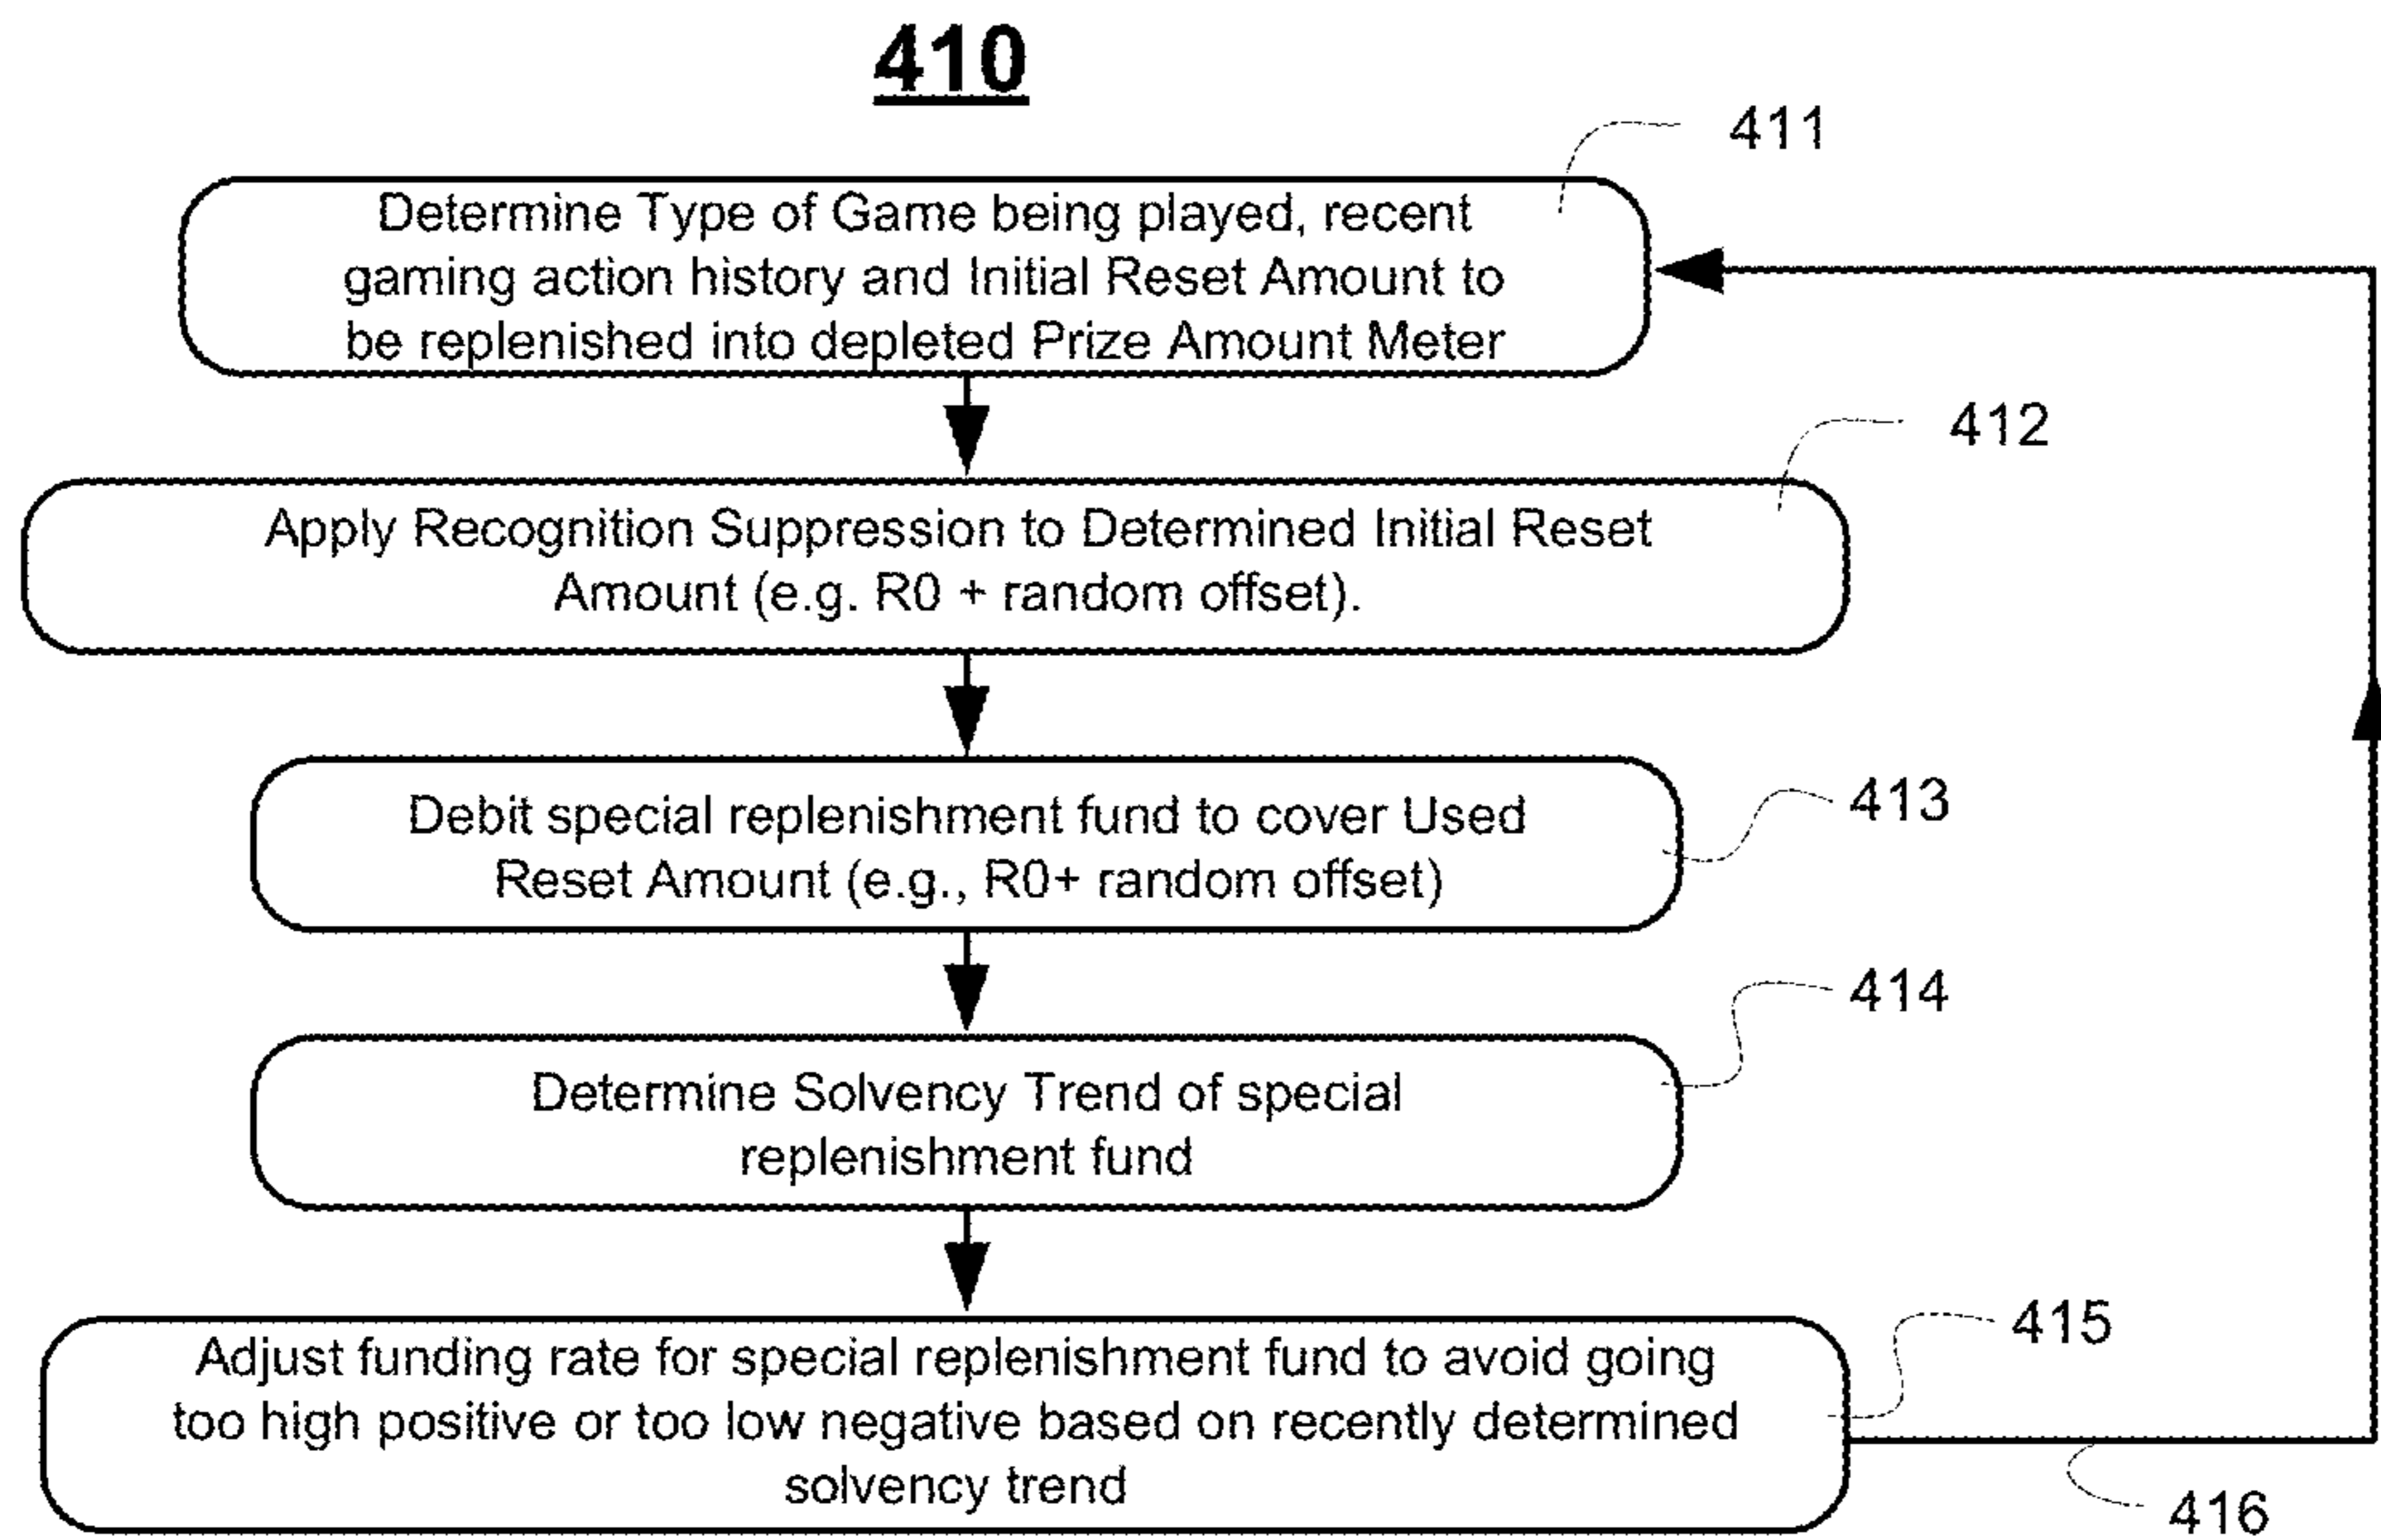 410
411
Determine Type of Game being played, recent
gaming action history and Initial Reset Amount to
be replenished into depleted Prize Amount Meter
412
Apply Recognition Suppression to Determined Initial Reset
Amount (e.g. R0 + random offset).
413
Debit special replenishment fund to cover Used
Reset Amount (e.g., R0+ random offset)
414
Determine Solvency Trend of special
replenishment fund
415
Adjust funding rate for special replenishment fund to avoid going
too high positive or too low negative based on recently determined
solvency trend
416